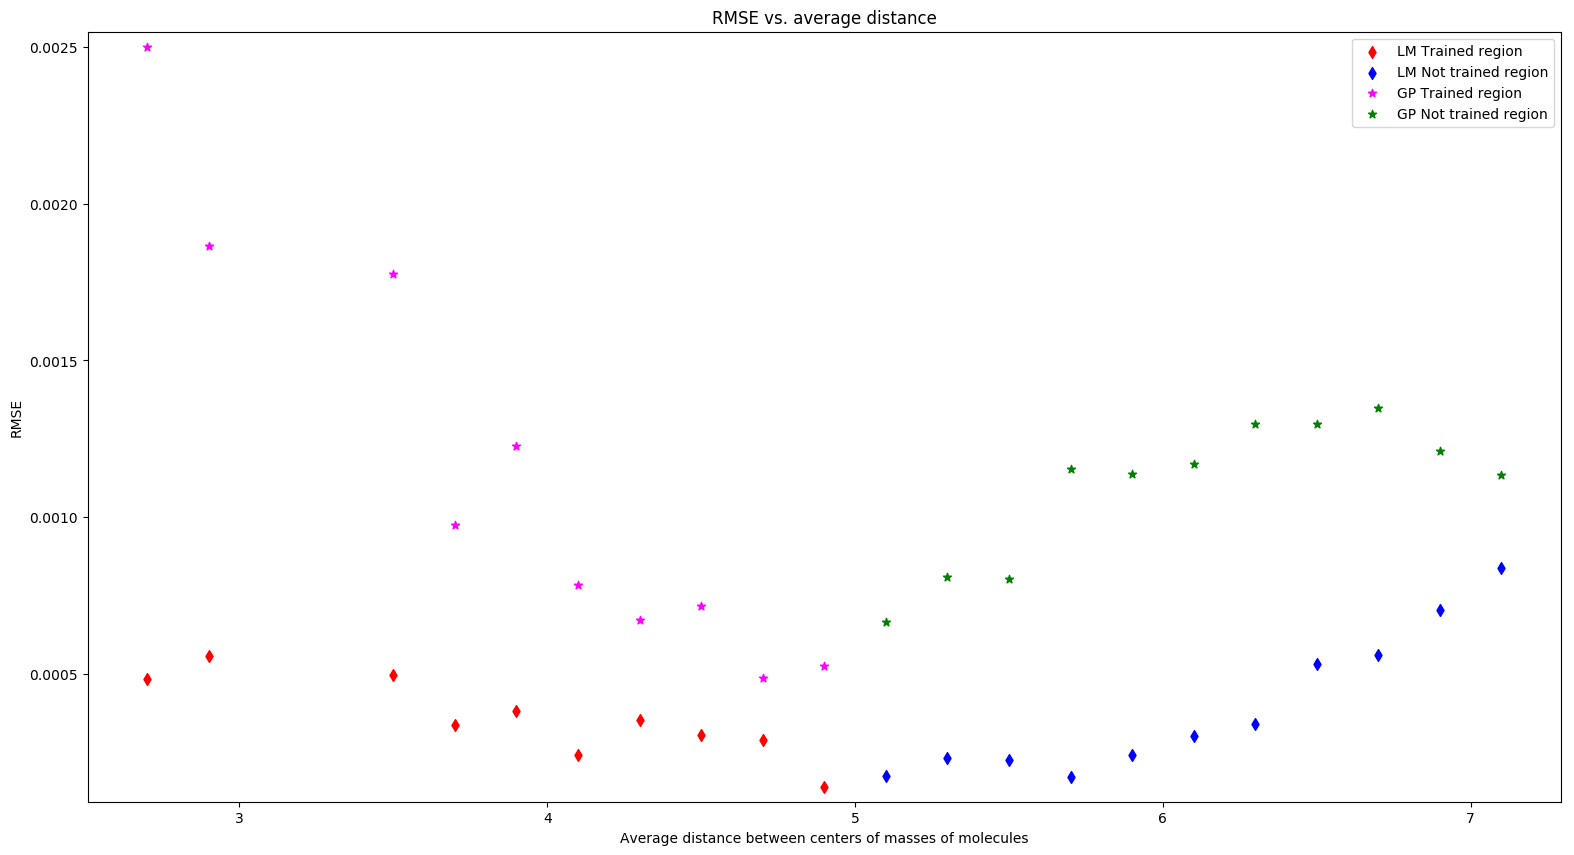 RMSE vs. average distance
LM Trained region
LM Not trained region
GP Trained region
GP Not trained region
RMSE
0.0025
0.0020
0.0015
0.0010
0.0005
3
4
5
6
7
Average distance between centers of masses of molecules